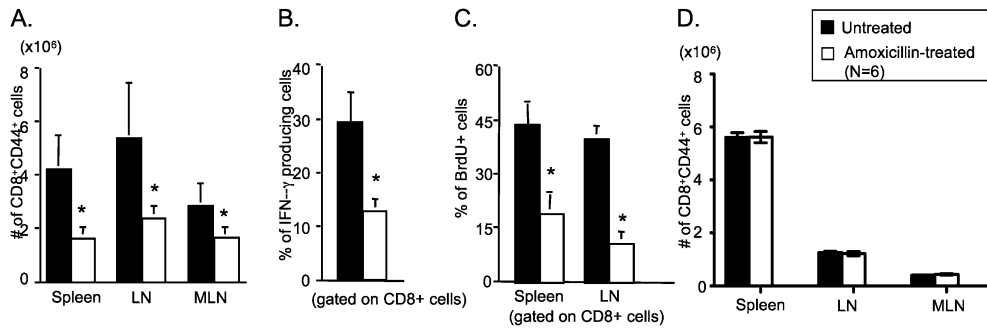 A.
(x10⁶)
# of CD8⁺CD44⁺ cells
8
6
4
2
0
*
*
*
Spleen LN MLN
B.
% of IFN--γ producing cells
50
40
30
20
10
0
*
(gated on CD8+ cells)
C.
% of BrdU+ cells
60
45
30
15
0
*
*
Spleen LN
(gated on CD8+ cells)
D.
(x10⁶)
# of CD8⁺CD44⁺ cells
8
6
4
2
0
Spleen LN MLN
Untreated
Amoxicillin-treated
(N=6)